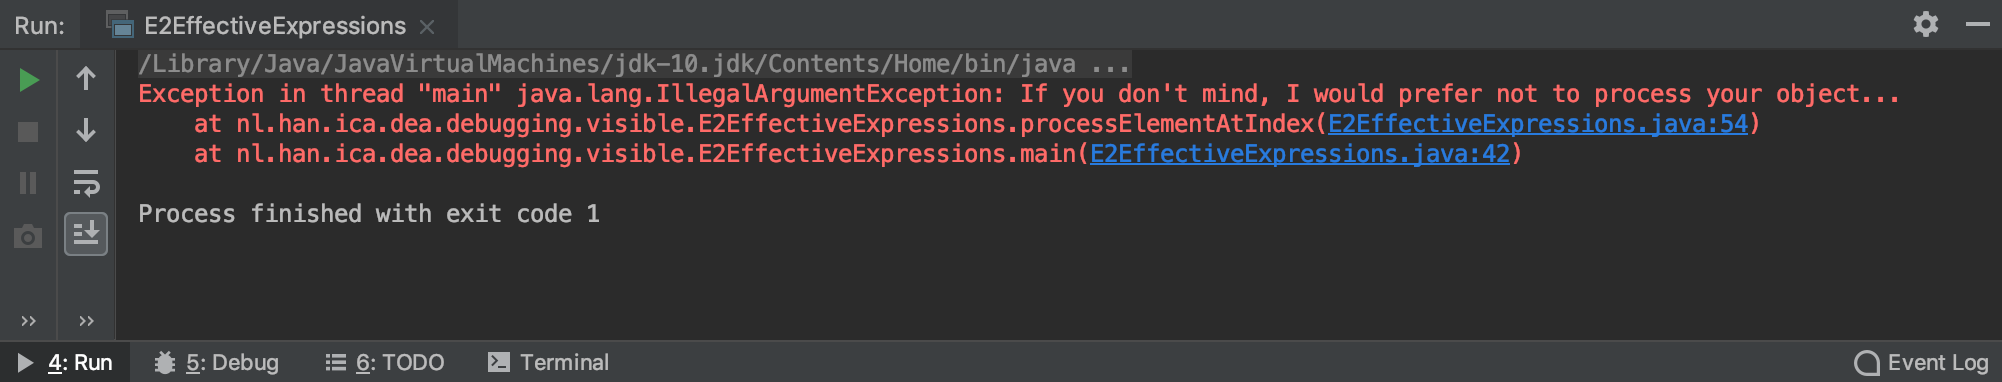 Run: E2EffectiveExpressions
/Library/Java/JavaVirtualMachines/jdk-10.jdk/Contents/Home/bin/java ...
Exception in thread "main" java.lang.IllegalArgumentException: If you don't mind, I would prefer not to process your object...
at nl.han.ica.dea.debugging.visible.E2EffectiveExpressions.processElementAtIndex(E2EffectiveExpressions.java:54)
at nl.han.ica.dea.debugging.visible.E2EffectiveExpressions.main(E2EffectiveExpressions.java:42)
Process finished with exit code 1
4: Run 5: Debug 6: TODO Terminal Event Log